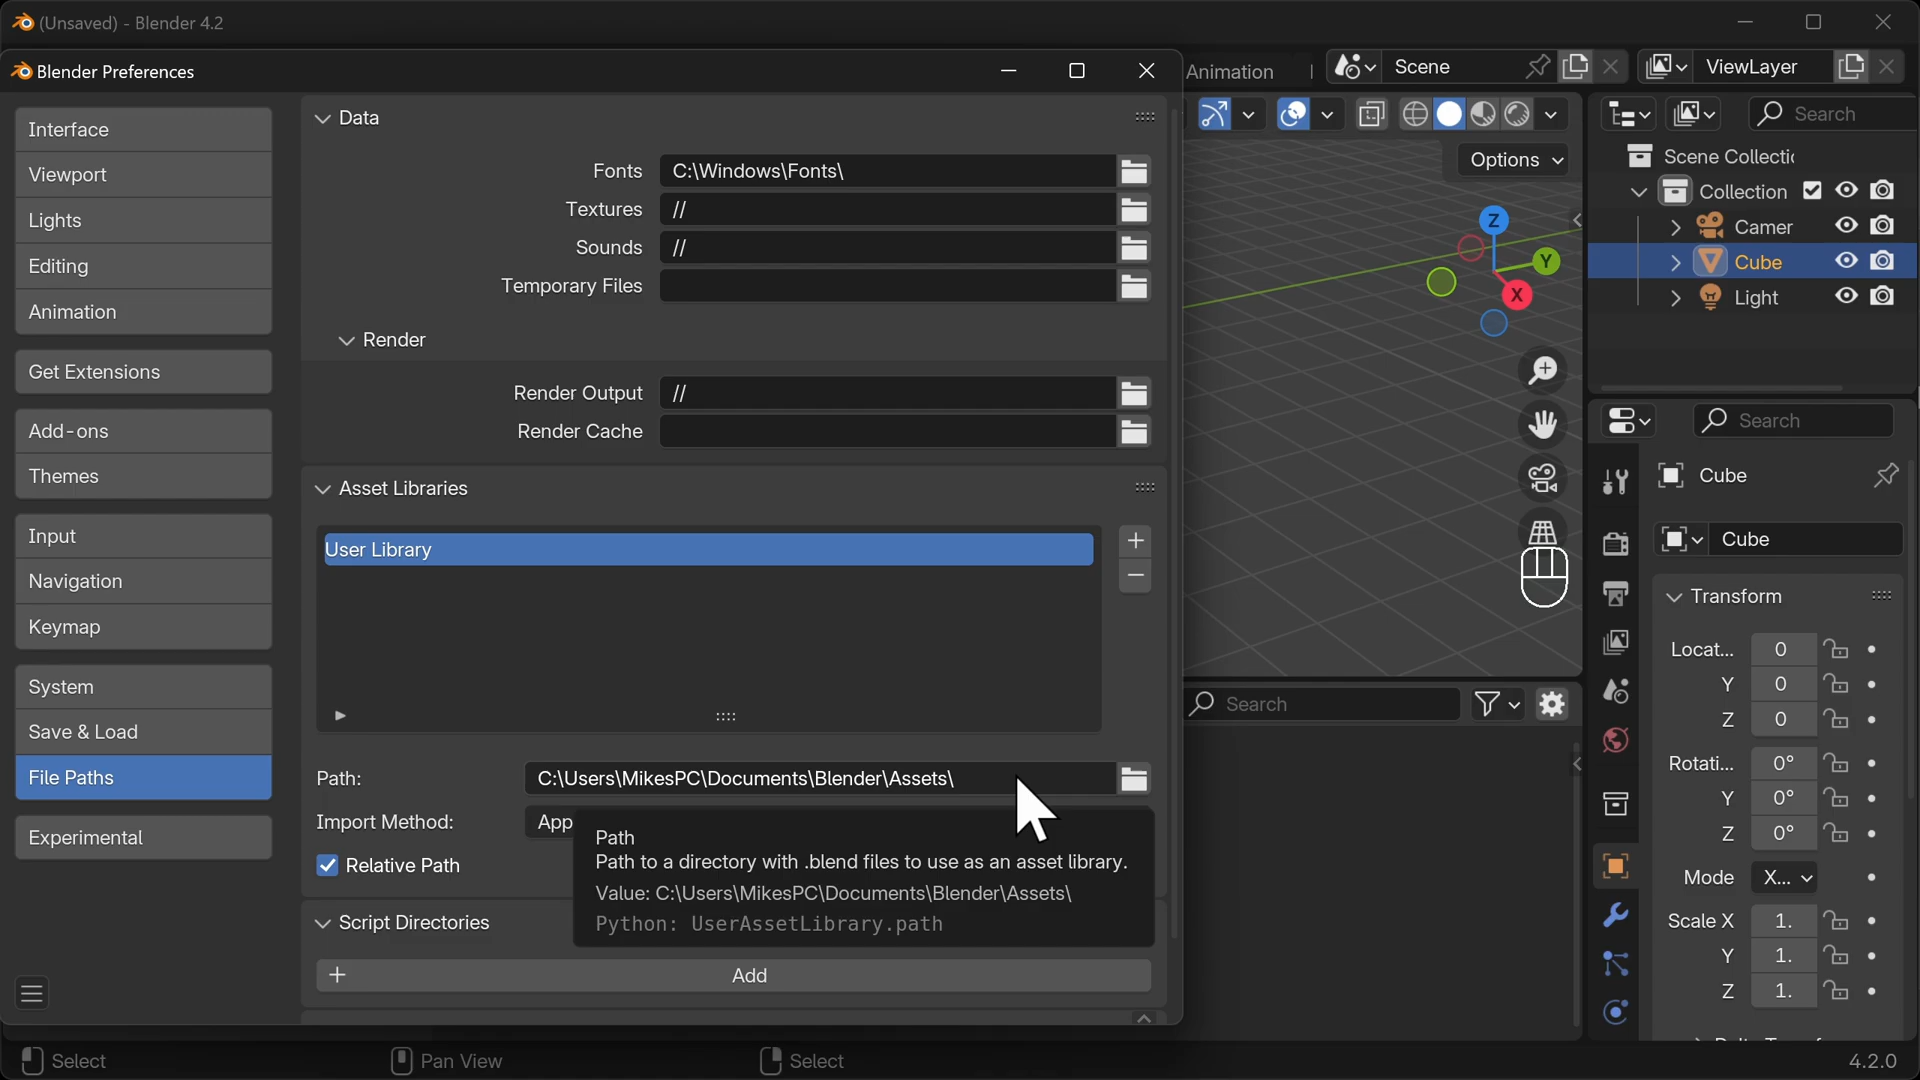 (Unsaved) - Blender 4.2
Blender Preferences
Animation
Scene
ViewLayer
Interface
Viewport
Lights
Editing
Animation
Get Extensions
Add-ons
Themes
Input
Navigation
Keymap
System
Save & Load
File Paths
Experimental
Data
Fonts C:\Windows\Fonts\
Textures //
Sounds //
Temporary Files
Render
Render Output //
Render Cache
Asset Libraries
User Library
Path: C:\Users\MikesPC\Documents\Blender\Assets\
Import Method: App
Relative Path
Path
Path to a directory with .blend files to use as an asset library.
Value: C:\Users\MikesPC\Documents\Blender\Assets\
Python: UserAssetLibrary.path
Script Directories
+ Add
Options
Z
Y
X
Search
Search
Scene Collectic
Collection
Camer
Cube
Light
Search
Cube
Cube
Transform
Locat... 0
Y 0
Z 0
Rotati... 0°
Y 0°
Z 0°
Mode X...
Scale X 1.
Y 1.
Z 1.
Select
Pan View
Select
4.2.0